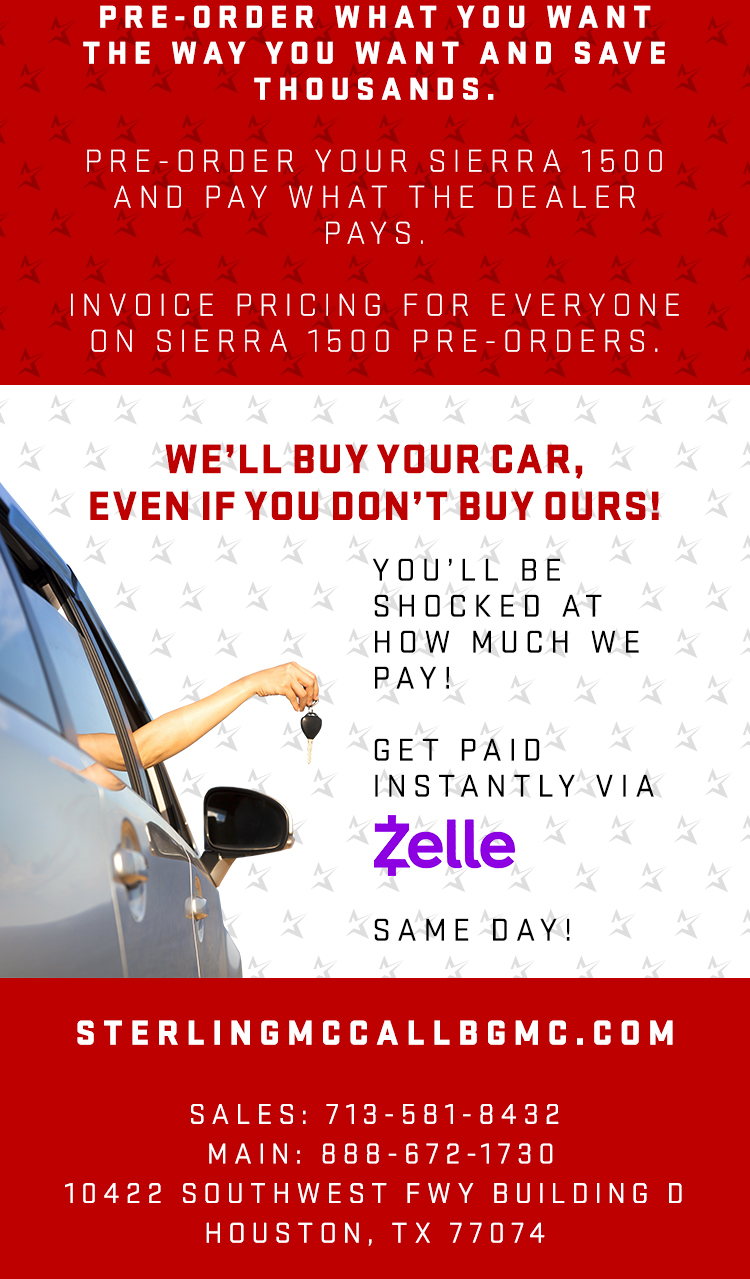 PRE-ORDER WHAT YOU WANT
THE WAY YOU WANT AND SAVE
THOUSANDS.
PRE-ORDER YOUR SIERRA 1500
AND PAY WHAT THE DEALER
PAYS.
INVOICE PRICING FOR EVERYONE
ON SIERRA 1500 PRE-ORDERS.
WE'LL BUY YOUR CAR,
EVEN IF YOU DON'T BUY OURS!
YOU'LL BE
SHOCKED AT
HOW MUCH WE
PAY!
GET PAID
INSTANTLY VIA
Zelle
SAME DAY!
STERLINGMCCALLBGMC.COM
SALES: 713-581-8432
MAIN: 888-672-1730
10422 SOUTHWEST FWY BUILDING D
HOUSTON, TX 77074